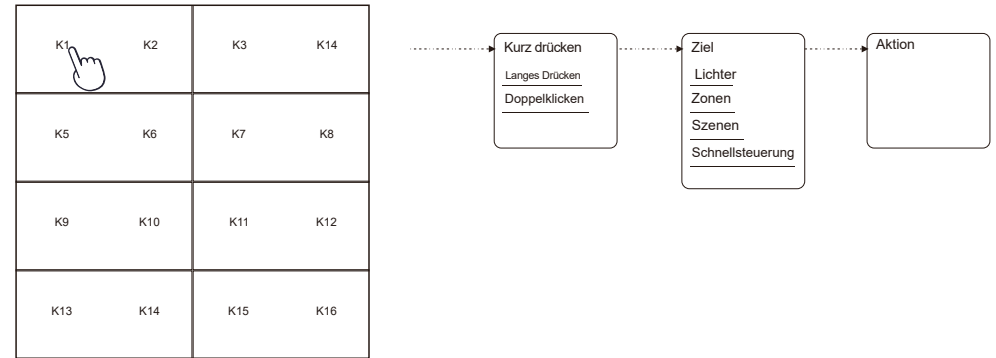 K1 K2 K3 K14
K5 K6 K7 K8
K9 K10 K11 K12
K13 K14 K15 K16
Kurz drücken
Langes Drücken
Doppelklicken
Ziel
Lichter
Zonen
Szenen
Schnellsteuerung
Aktion